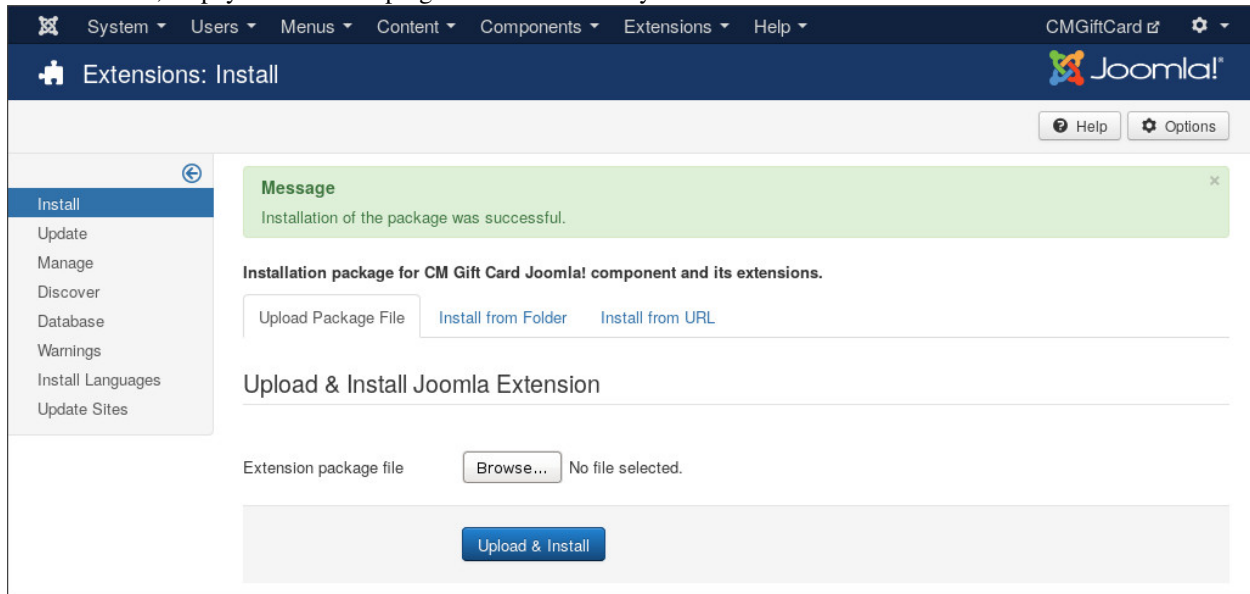 System Users Menus Content Components Extensions Help CMGiftCard
Extensions: Install Joomla!
Help Options
Message ×
Installation of the package was successful.
Install
Update
Manage
Discover
Database
Warnings
Install Languages
Update Sites
Installation package for CM Gift Card Joomla! component and its extensions.
Upload Package File Install from Folder Install from URL
Upload & Install Joomla Extension
Extension package file Browse... No file selected.
Upload & Install